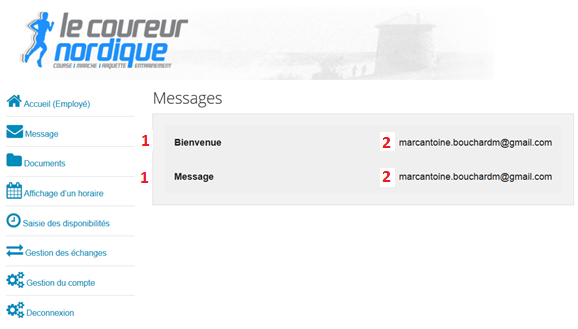 le coureur
nordique
COURSE | MARCHE | RAQUETTE | ENTRAINEMENT
Accueil (Employé)
Message
Documents
Affichage d'un horaire
Saisie des disponibilités
Gestion des échanges
Gestion du compte
Deconnexion
Messages
1 Bienvenue 2 marcantoine.bouchardm@gmail.com
1 Message 2 marcantoine.bouchardm@gmail.com